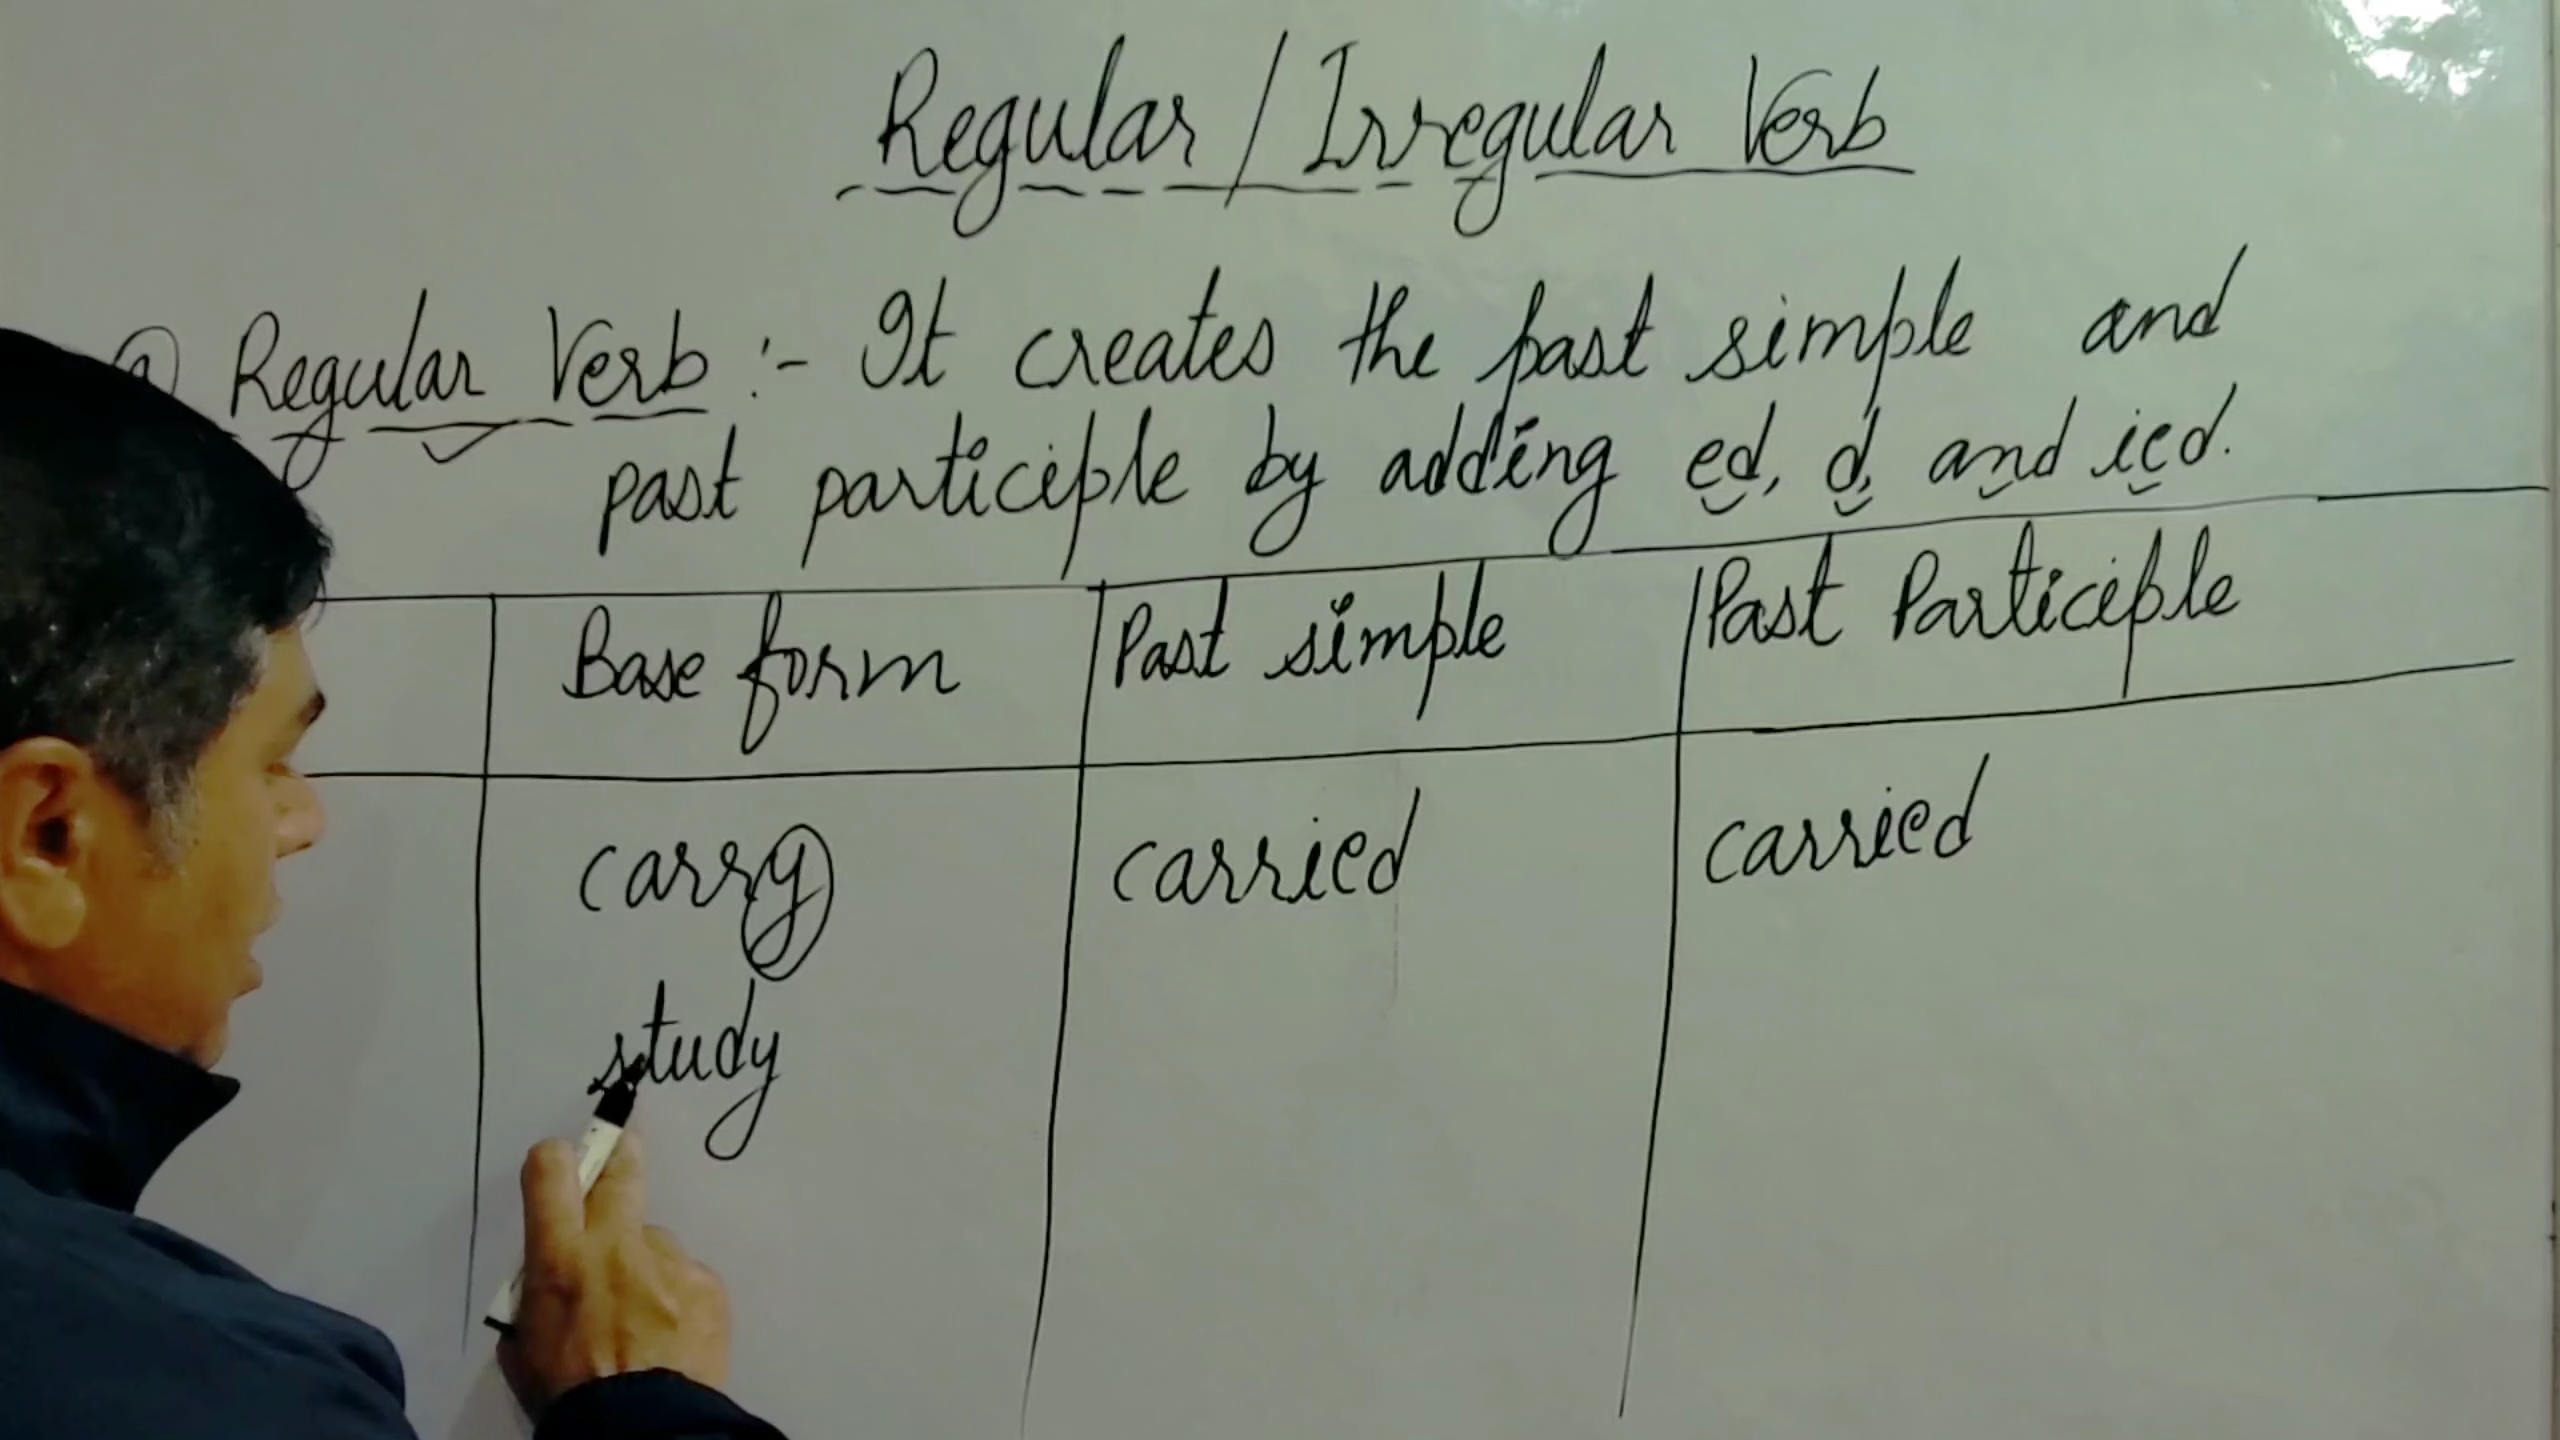 Regular / Irregular Verb
a Regular Verb :- It creates the past simple and
past participle by adding ed, d, and ied.
Base form Past simple Past Participle
carry carried carried
study